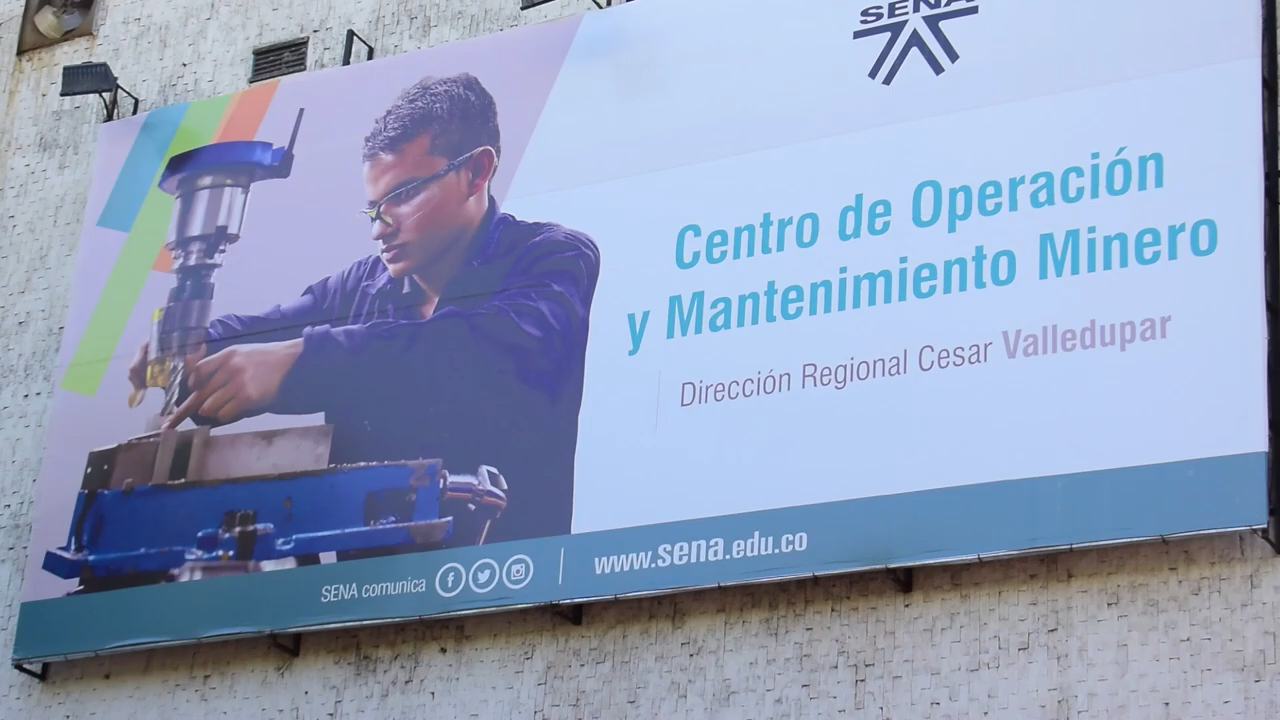 SENA
Centro de Operación
y Mantenimiento Minero
Dirección Regional Cesar Valledupar
SENA comunica
www.sena.edu.co